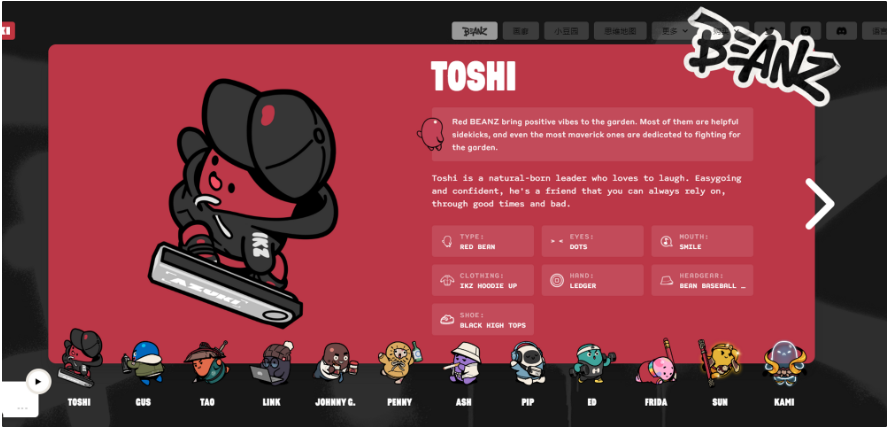 BEANZ
画廊
小豆园
思维地图
更多
BEANZ
TOSHI
Red BEANZ bring positive vibes to the garden. Most of them are helpful
sidekicks, and even the most maverick ones are dedicated to fighting for
the garden.
Toshi is a natural-born leader who loves to laugh. Easygoing
and confident, he's a friend that you can always rely on,
through good times and bad.
TYPE:
RED BEAN
EYES:
DOTS
MOUTH:
SMILE
CLOTHING:
IKZ HOODIE UP
HAND:
LEDGER
HEADGEAR:
BEAN BASEBALL …
SHOE:
BLACK HIGH TOPS
IKZ
AZUKI
TOSHI
GUS
TAO
LINK
JOHNNY G.
PENNY
ASH
PIP
ED
FRIDA
SUN
KAMI
...